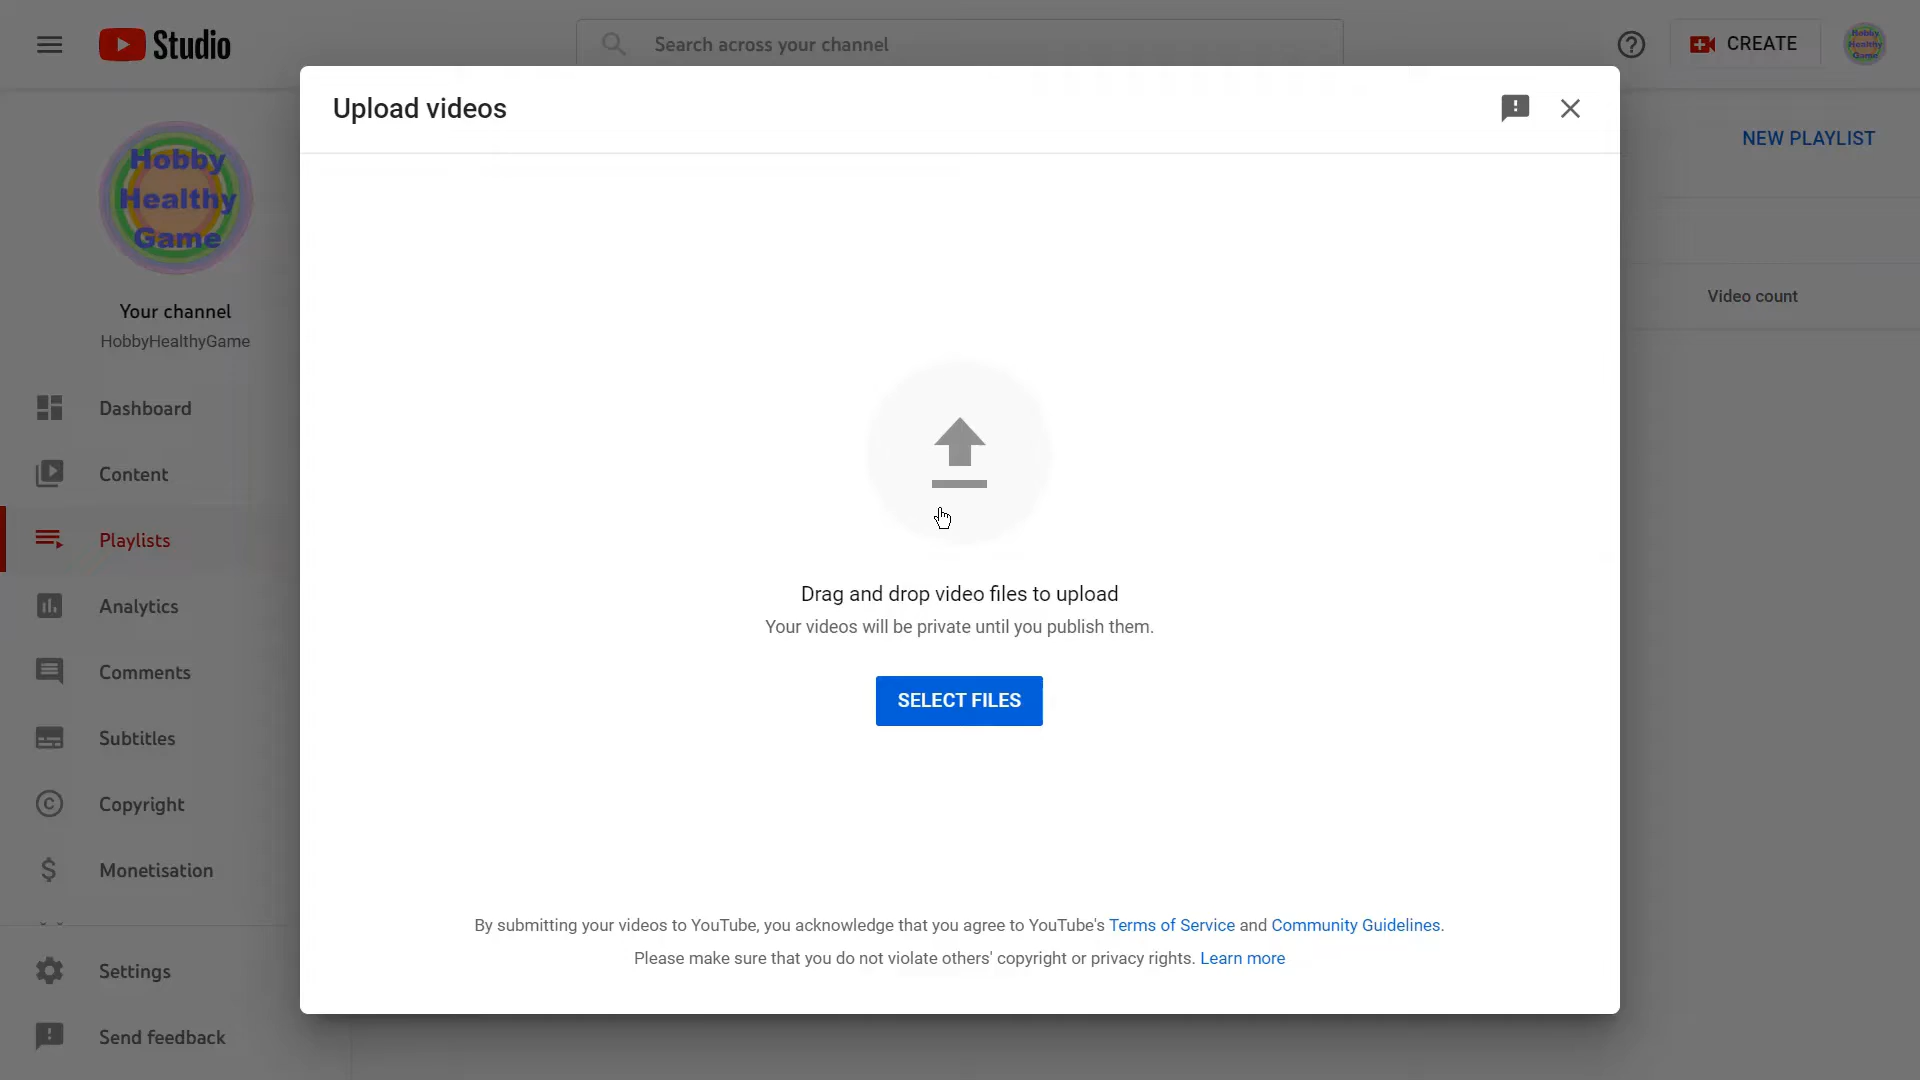 Studio
Search across your channel
CREATE
Hobby
Healthy
Game
Upload videos
NEW PLAYLIST
Hobby
Healthy
Game
Your channel
HobbyHealthyGame
Video count
Dashboard
Content
Playlists
Analytics
Comments
Subtitles
Copyright
Monetisation
Settings
Send feedback
Drag and drop video files to upload
Your videos will be private until you publish them.
SELECT FILES
By submitting your videos to YouTube, you acknowledge that you agree to YouTube's Terms of Service and Community Guidelines.
Please make sure that you do not violate others' copyright or privacy rights. Learn more